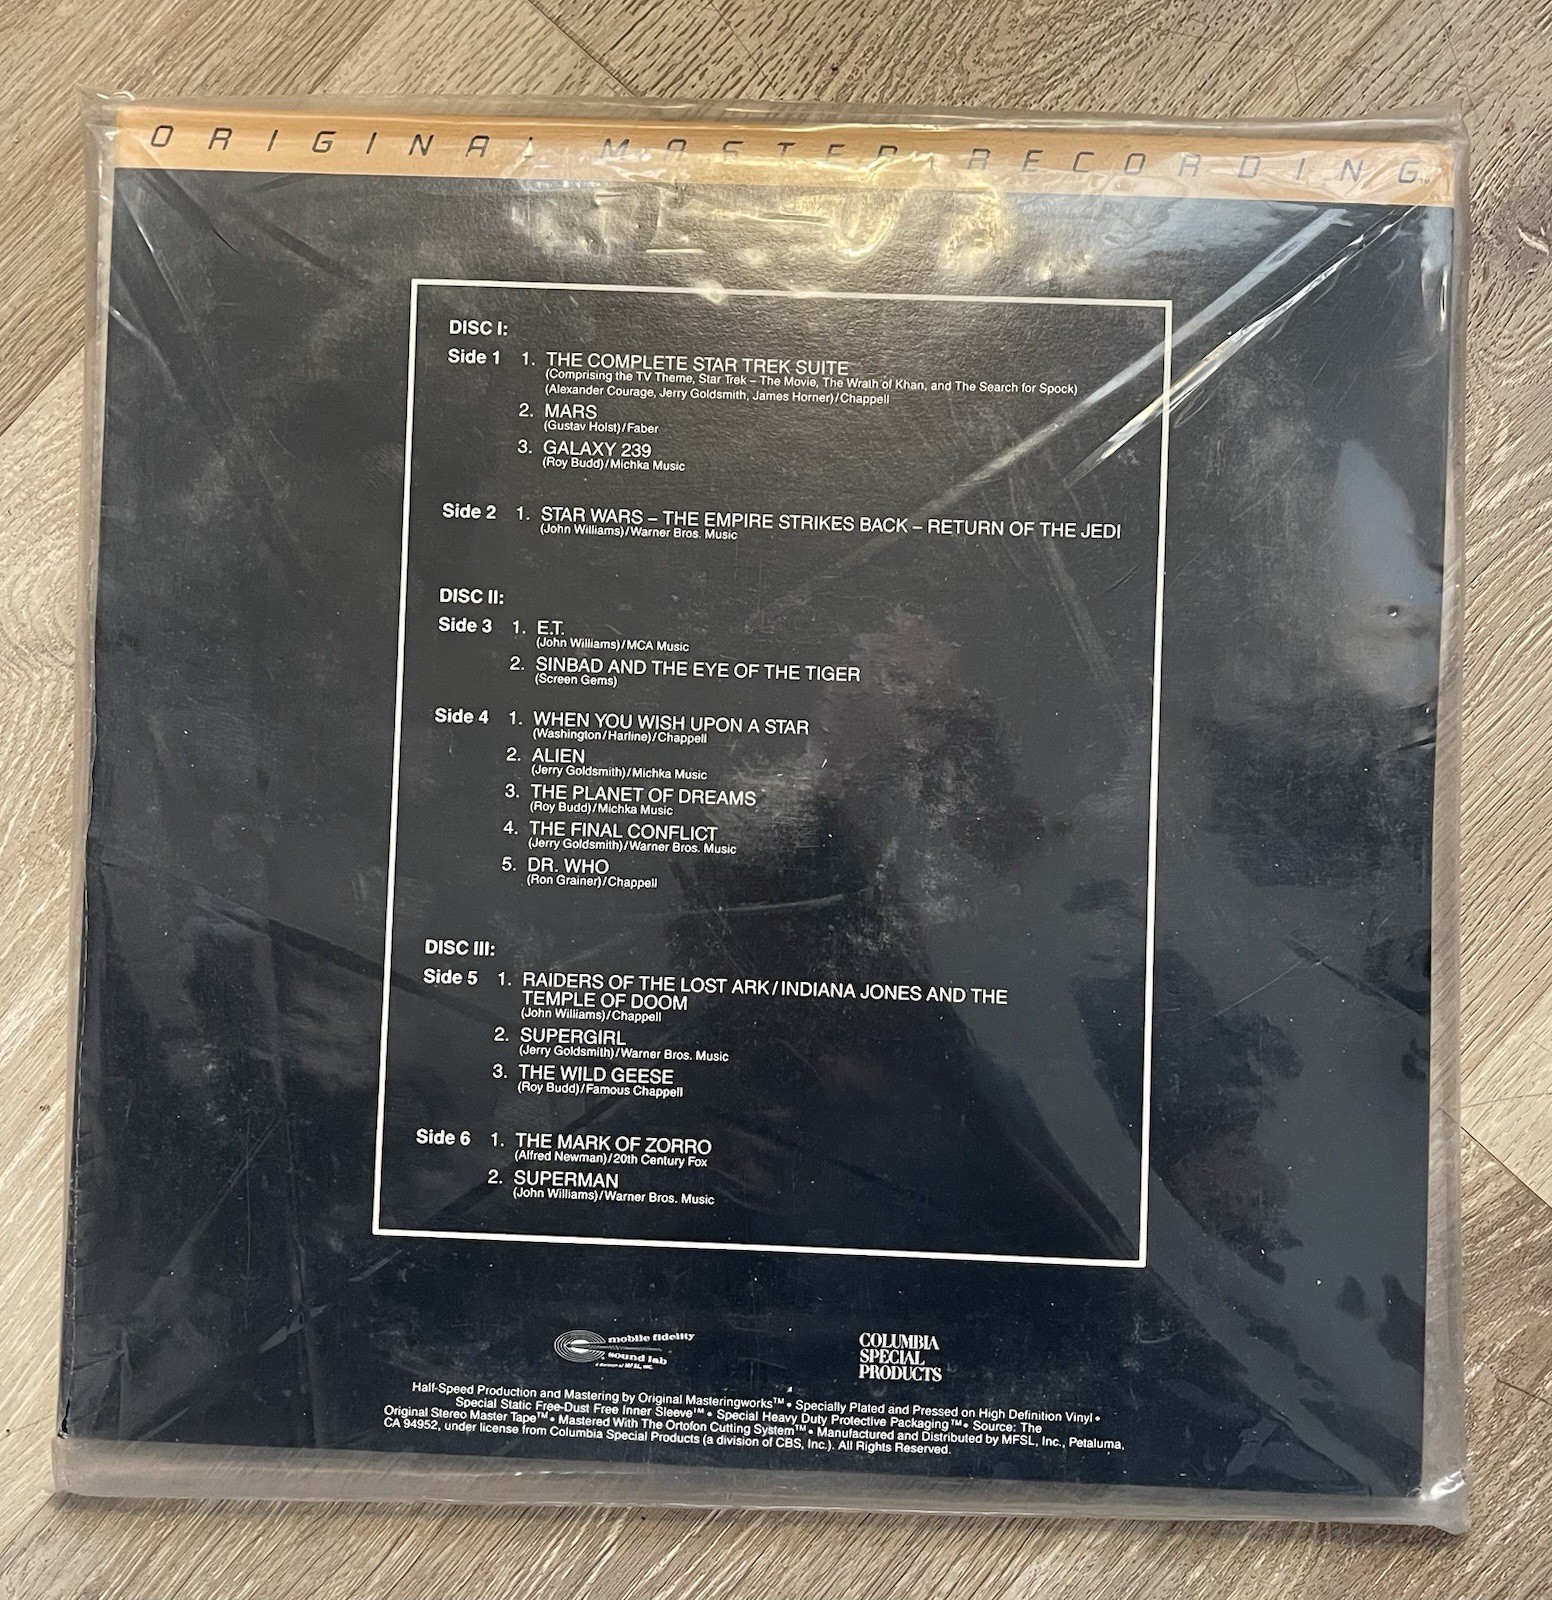 ORIGINAL MASTER RECORDING
DISC I:
Side 1 1. THE COMPLETE STAR TREK SUITE
(Comprising the TV Theme, Star Trek – The Movie, The Wrath of Khan, and The Search for Spock)
(Alexander Courage, Jerry Goldsmith, James Horner)/Chappell
2. MARS
(Gustav Holst)/Faber
3. GALAXY 239
(Roy Budd)/Michka Music
Side 2 1. STAR WARS – THE EMPIRE STRIKES BACK – RETURN OF THE JEDI
(John Williams)/Warner Bros. Music
DISC II:
Side 3 1. E.T.
(John Williams)/MCA Music
2. SINBAD AND THE EYE OF THE TIGER
(Screen Gems)
Side 4 1. WHEN YOU WISH UPON A STAR
(Washington/Harline)/Chappell
2. ALIEN
(Jerry Goldsmith)/Michka Music
3. THE PLANET OF DREAMS
(Roy Budd)/Michka Music
4. THE FINAL CONFLICT
(Jerry Goldsmith)/Warner Bros. Music
5. DR. WHO
(Ron Grainer)/Chappell
DISC III:
Side 5 1. RAIDERS OF THE LOST ARK/INDIANA JONES AND THE
TEMPLE OF DOOM
(John Williams)/Chappell
2. SUPERGIRL
(Jerry Goldsmith)/Warner Bros. Music
3. THE WILD GEESE
(Roy Budd)/Famous Chappell
Side 6 1. THE MARK OF ZORRO
(Alfred Newman)/20th Century Fox
2. SUPERMAN
(John Williams)/Warner Bros. Music
mobile fidelity
sound lab
a division of MFSL, INC.
COLUMBIA
SPECIAL
PRODUCTS
Half-Speed Production and Mastering by Original Masteringworks™ • Specially Plated and Pressed on High Definition Vinyl •
Special Static Free-Dust Free Inner Sleeve™ • Special Heavy Duty Protective Packaging™ • Source: The
Original Stereo Master Tape™ • Mastered With The Ortofon Cutting System™ • Manufactured and Distributed by MFSL, Inc., Petaluma,
CA 94952, under license from Columbia Special Products (a division of CBS, Inc.). All Rights Reserved.